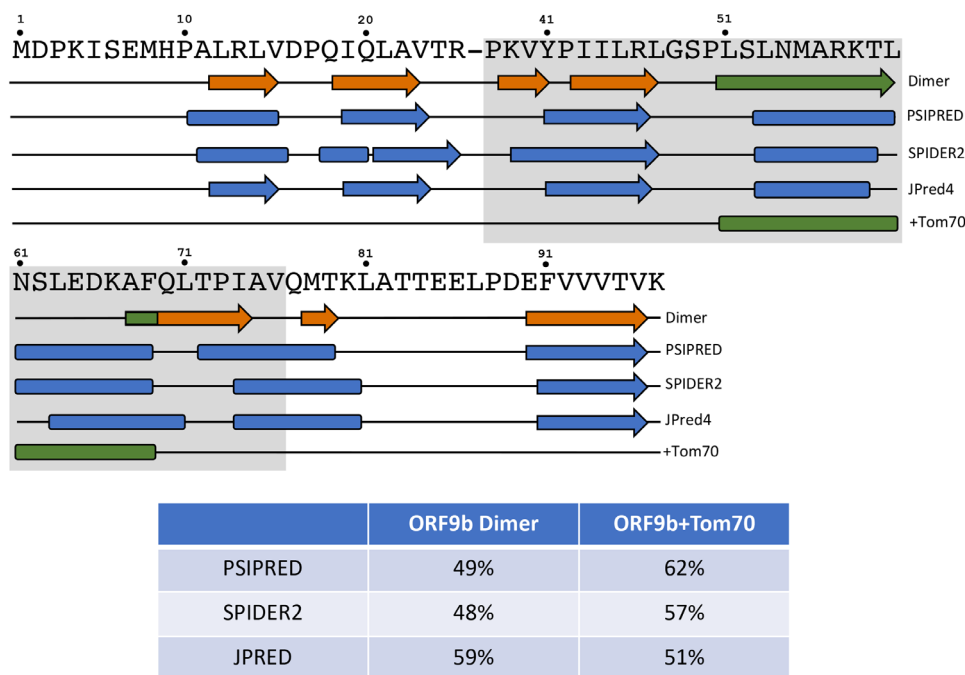 1 10 20 41 51
MDPKISEMHPALRLVDPQIQLAVTR-PKVYPIILRLGSPLSLNMARKTL
Dimer
PSIPRED
SPIDER2
JPred4
+Tom70
61 71 81 91
NSLEDKAFQLTPIAVQMTKLATTEELPDEFVVVTVK
Dimer
PSIPRED
SPIDER2
JPred4
+Tom70
ORF9b Dimer ORF9b+Tom70
PSIPRED 49% 62%
SPIDER2 48% 57%
JPRED 59% 51%